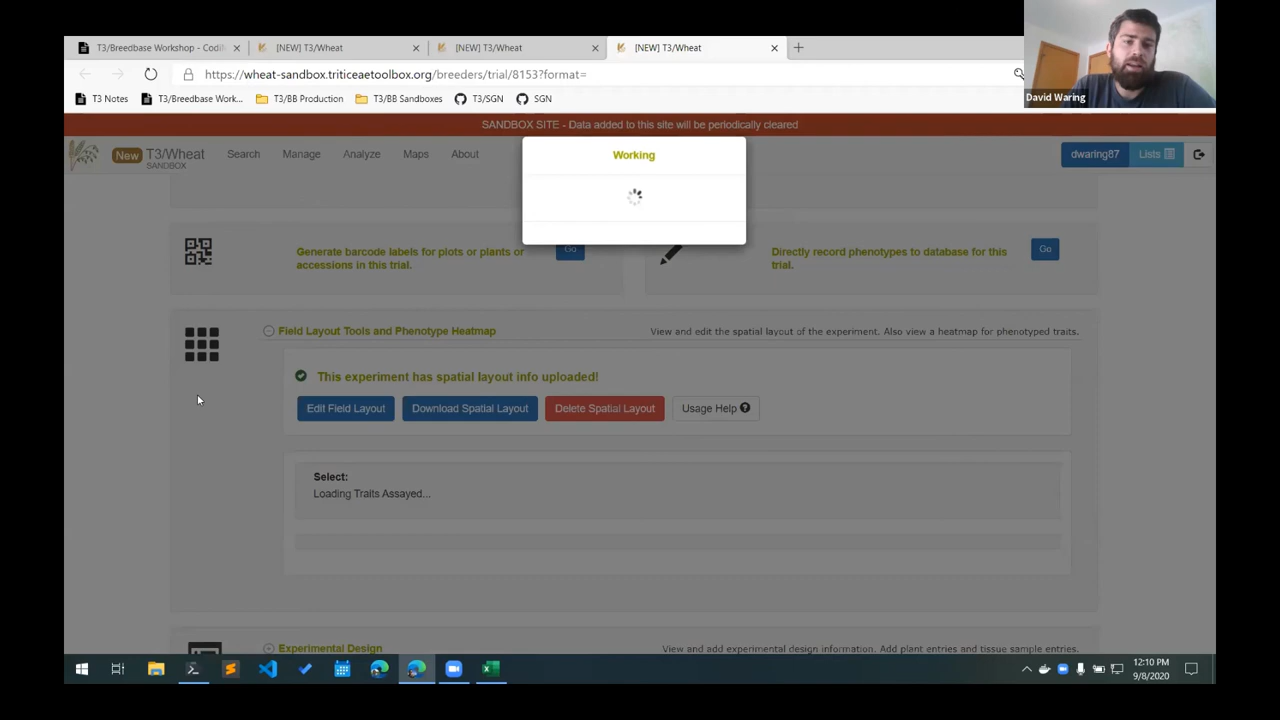 T3/Breedbase Workshop - CodiM
[NEW] T3/Wheat
[NEW] T3/Wheat
[NEW] T3/Wheat
https://wheat-sandbox.triticeaetoolbox.org/breeders/trial/8153?format=
David Waring
T3 Notes
T3/Breedbase Work...
T3/BB Production
T3/BB Sandboxes
T3/SGN
SGN
SANDBOX SITE - Data added to this site will be periodically cleared
New T3/Wheat
SANDBOX
Search
Manage
Analyze
Maps
About
dwaring87
Lists
Working
Generate barcode labels for plots or plants or
accessions in this trial.
Go
Directly record phenotypes to database for this
trial.
Go
Field Layout Tools and Phenotype Heatmap
View and edit the spatial layout of the experiment. Also view a heatmap for phenotyped traits.
This experiment has spatial layout info uploaded!
Edit Field Layout
Download Spatial Layout
Delete Spatial Layout
Usage Help
Select:
Loading Traits Assayed...
Experimental Design
View and add experimental design information. Add plant entries and tissue sample entries.
12:10 PM
9/8/2020